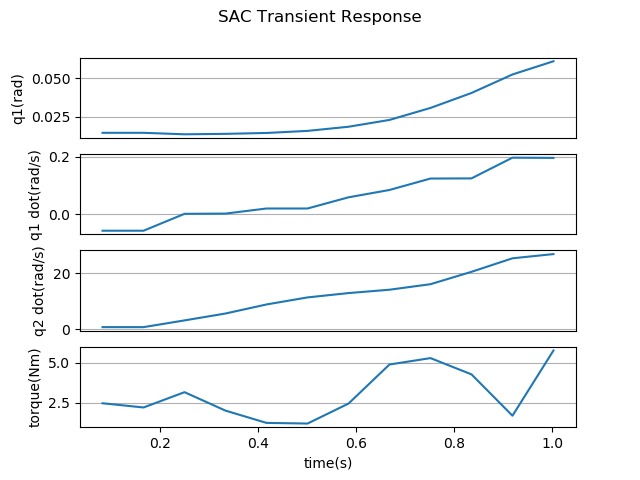 SAC Transient Response
q1(rad)
0.050
0.025
q1 dot(rad/s)
0.2
0.0
q2 dot(rad/s)
20
0
torque(Nm)
5.0
2.5
0.2 0.4 0.6 0.8 1.0
time(s)